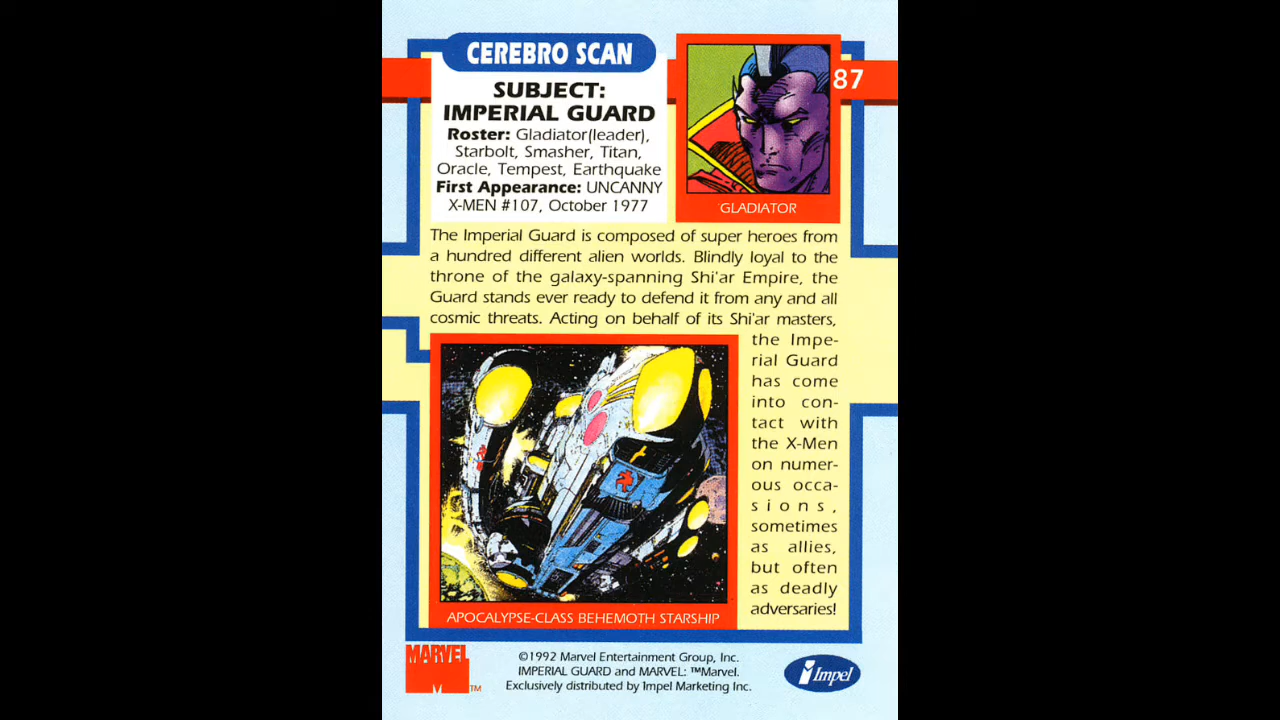 CEREBRO SCAN
SUBJECT:
IMPERIAL GUARD
Roster: Gladiator(leader),
Starbolt, Smasher, Titan,
Oracle, Tempest, Earthquake
First Appearance: UNCANNY
X-MEN #107, October 1977
87
GLADIATOR
The Imperial Guard is composed of super heroes from
a hundred different alien worlds. Blindly loyal to the
throne of the galaxy-spanning Shi'ar Empire, the
Guard stands ever ready to defend it from any and all
cosmic threats. Acting on behalf of its Shi'ar masters,
the Impe-
rial Guard
has come
into con-
tact with
the X-Men
on numer-
ous occa-
sions,
sometimes
as allies,
but often
as deadly
adversaries!
APOCALYPSE-CLASS BEHEMOTH STARSHIP
MARVEL
M
TM
©1992 Marvel Entertainment Group, Inc.
IMPERIAL GUARD and MARVEL: ™Marvel.
Exclusively distributed by Impel Marketing Inc.
Impel